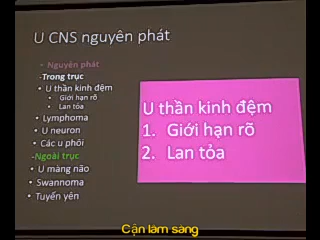 U CNS nguyên phát
• Nguyên phát
-Trong trục
• U thần kinh đệm
• Giới hạn rõ
• Lan tỏa
• Lymphoma
• U neuron
• Các u phôi
-Ngoài trục
• U màng não
• Swannoma
• Tuyến yên
U thần kinh đệm
1. Giới hạn rõ
2. Lan tỏa
Cận lâm sàng